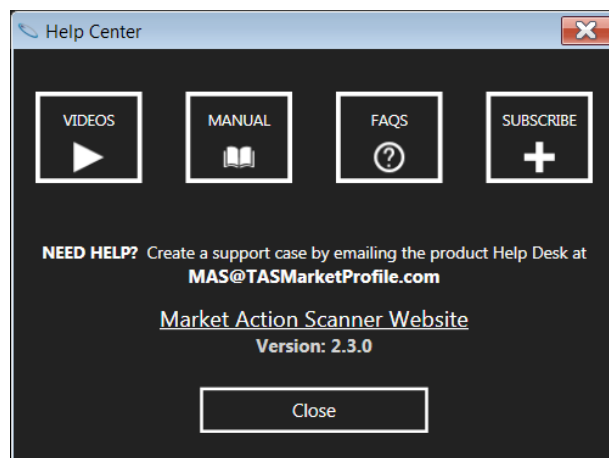 Help Center
VIDEOS MANUAL FAQS SUBSCRIBE
NEED HELP? Create a support case by emailing the product Help Desk at
MAS@TASMarketProfile.com
Market Action Scanner Website
Version: 2.3.0
Close